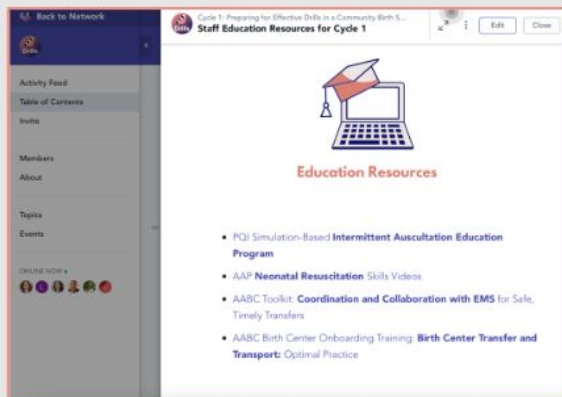 Back to Network
Drills
Activity Feed
Table of Contents
Invite
Members
About
Topics
Events
ONLINE NOW
L
Cycle 1: Preparing for Effective Drills in a Community Birth S...
Drills
Staff Education Resources for Cycle 1
Edit
Close
Education Resources
• PQI Simulation-Based Intermittent Auscultation Education
Program
• AAP Neonatal Resuscitation Skills Videos
• AABC Toolkit: Coordination and Collaboration with EMS for Safe,
Timely Transfers
• AABC Birth Center Onboarding Training: Birth Center Transfer and
Transport: Optimal Practice